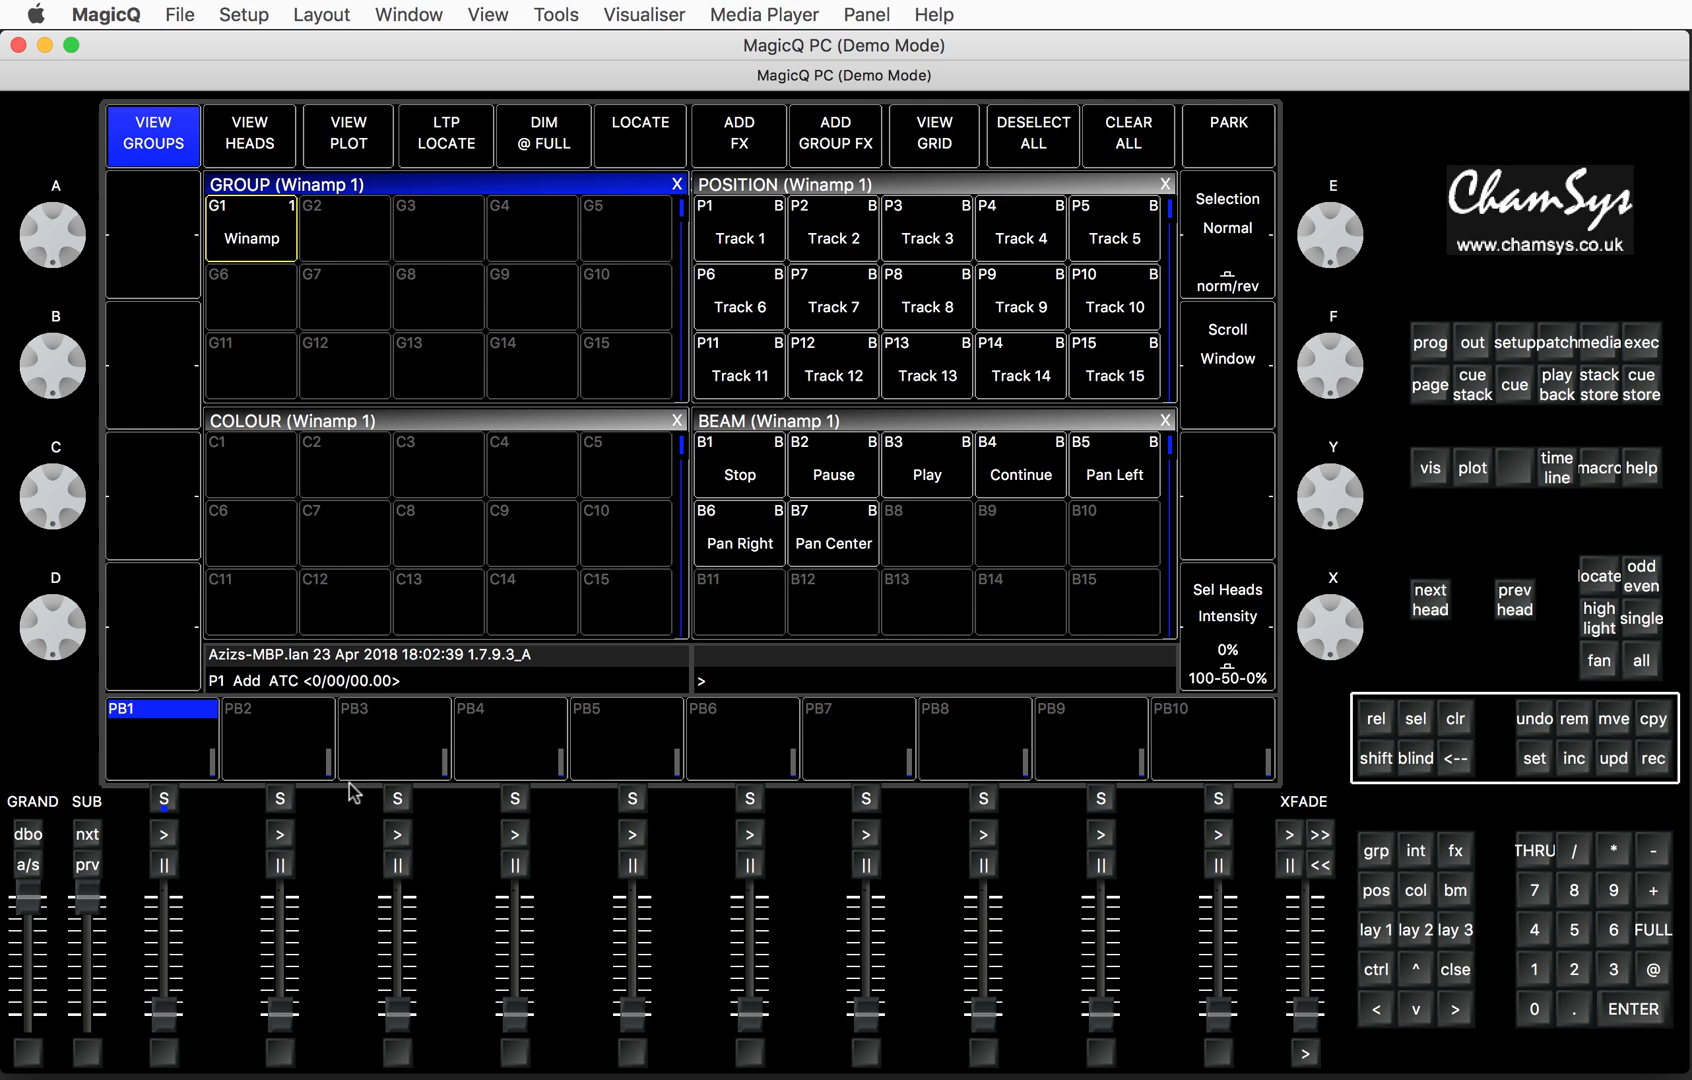 MagicQ File Setup Layout Window View Tools Visualiser Media Player Panel Help
MagicQ PC (Demo Mode)
MagicQ PC (Demo Mode)
VIEW GROUPS
VIEW HEADS
VIEW PLOT
LTP LOCATE
DIM @ FULL
LOCATE
ADD FX
ADD GROUP FX
VIEW GRID
DESELECT ALL
CLEAR ALL
PARK
A
B
C
D
GROUP (Winamp 1) X
G1 1 G2 G3 G4 G5
Winamp
G6 G7 G8 G9 G10
G11 G12 G13 G14 G15
POSITION (Winamp 1) X
P1 B P2 B P3 B P4 B P5 B
Track 1 Track 2 Track 3 Track 4 Track 5
P6 B P7 B P8 B P9 B P10 B
Track 6 Track 7 Track 8 Track 9 Track 10
P11 B P12 B P13 B P14 B P15 B
Track 11 Track 12 Track 13 Track 14 Track 15
COLOUR (Winamp 1) X
C1 C2 C3 C4 C5
C6 C7 C8 C9 C10
C11 C12 C13 C14 C15
BEAM (Winamp 1) X
B1 B B2 B B3 B B4 B B5 B
Stop Pause Play Continue Pan Left
B6 B B7 B B8 B9 B10
Pan Right Pan Center
B11 B12 B13 B14 B15
Azizs-MBP.lan 23 Apr 2018 18:02:39 1.7.9.3_A
P1 Add ATC <0/00/00.00>
>
Selection
Normal
norm/rev
Scroll
Window
Sel Heads
Intensity
0%
100-50-0%
E
F
Y
X
ChamSys
www.chamsys.co.uk
prog out setup patch media exec
page cue stack cue play back stack store cue store
vis plot time line macro help
next head prev head
locate odd even
high light single
fan all
rel sel clr undo rem mve cpy
shift blind <-- set inc upd rec
PB1 PB2 PB3 PB4 PB5 PB6 PB7 PB8 PB9 PB10
GRAND SUB S S S S S S S S S S XFADE
dbo nxt > > > > > > > > > > > >>
a/s prv || || || || || || || || || || || <<
>
grp int fx THRU / * -
pos col bm 7 8 9 +
lay 1 lay 2 lay 3 4 5 6 FULL
ctrl ^ clse 1 2 3 @
< v > 0 . ENTER